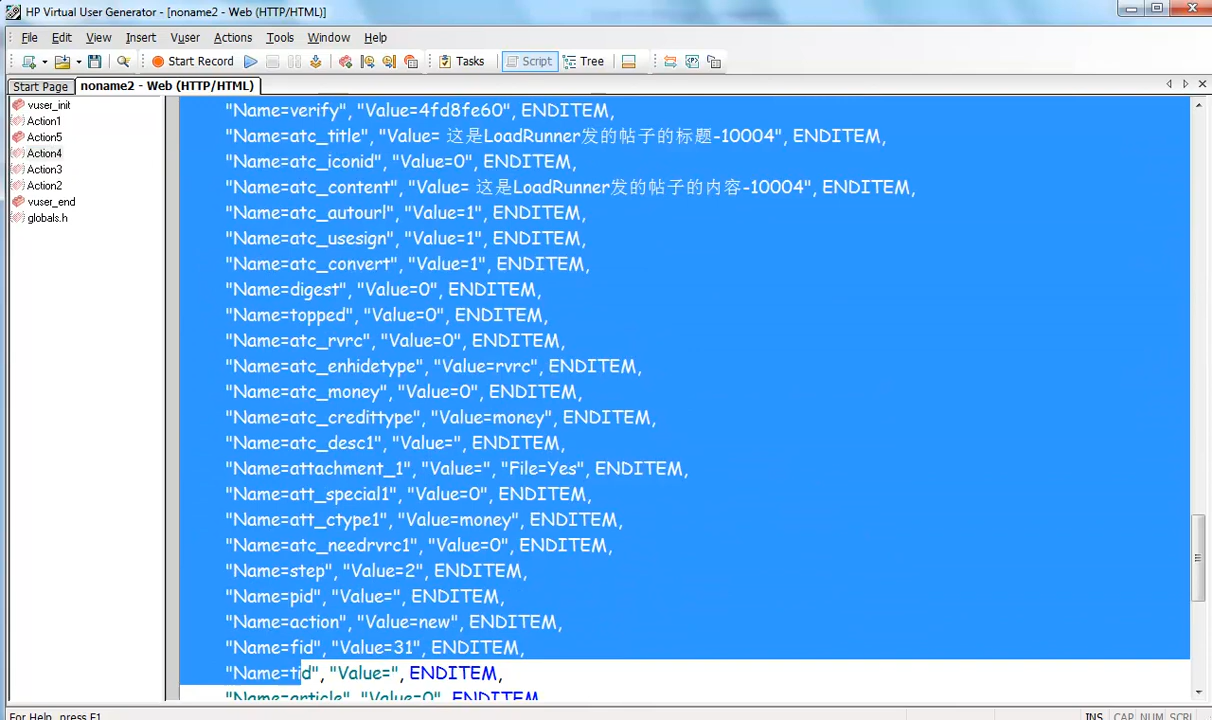 HP Virtual User Generator - [noname2 - Web (HTTP/HTML)]
File Edit View Insert Vuser Actions Tools Window Help
Start Record Tasks Script Tree
Start Page noname2 - Web (HTTP/HTML)
vuser_init
Action1
Action5
Action4
Action3
Action2
vuser_end
globals.h
"Name=verify", "Value=4fd8fe60", ENDITEM,
"Name=atc_title", "Value= 这是LoadRunner发的帖子的标题-10004", ENDITEM,
"Name=atc_iconid", "Value=0", ENDITEM,
"Name=atc_content", "Value= 这是LoadRunner发的帖子的内容-10004", ENDITEM,
"Name=atc_autourl", "Value=1", ENDITEM,
"Name=atc_usesign", "Value=1", ENDITEM,
"Name=atc_convert", "Value=1", ENDITEM,
"Name=digest", "Value=0", ENDITEM,
"Name=topped", "Value=0", ENDITEM,
"Name=atc_rvrc", "Value=0", ENDITEM,
"Name=atc_enhidetype", "Value=rvrc", ENDITEM,
"Name=atc_money", "Value=0", ENDITEM,
"Name=atc_credittype", "Value=money", ENDITEM,
"Name=atc_desc1", "Value=", ENDITEM,
"Name=attachment_1", "Value=", "File=Yes", ENDITEM,
"Name=att_special1", "Value=0", ENDITEM,
"Name=att_ctype1", "Value=money", ENDITEM,
"Name=atc_needrvrc1", "Value=0", ENDITEM,
"Name=step", "Value=2", ENDITEM,
"Name=pid", "Value=", ENDITEM,
"Name=action", "Value=new", ENDITEM,
"Name=fid", "Value=31", ENDITEM,
"Name=tid", "Value=", ENDITEM,
"Name=article", "Value=0", ENDITEM,
For Help, press F1. INS CAP NUM SCRL